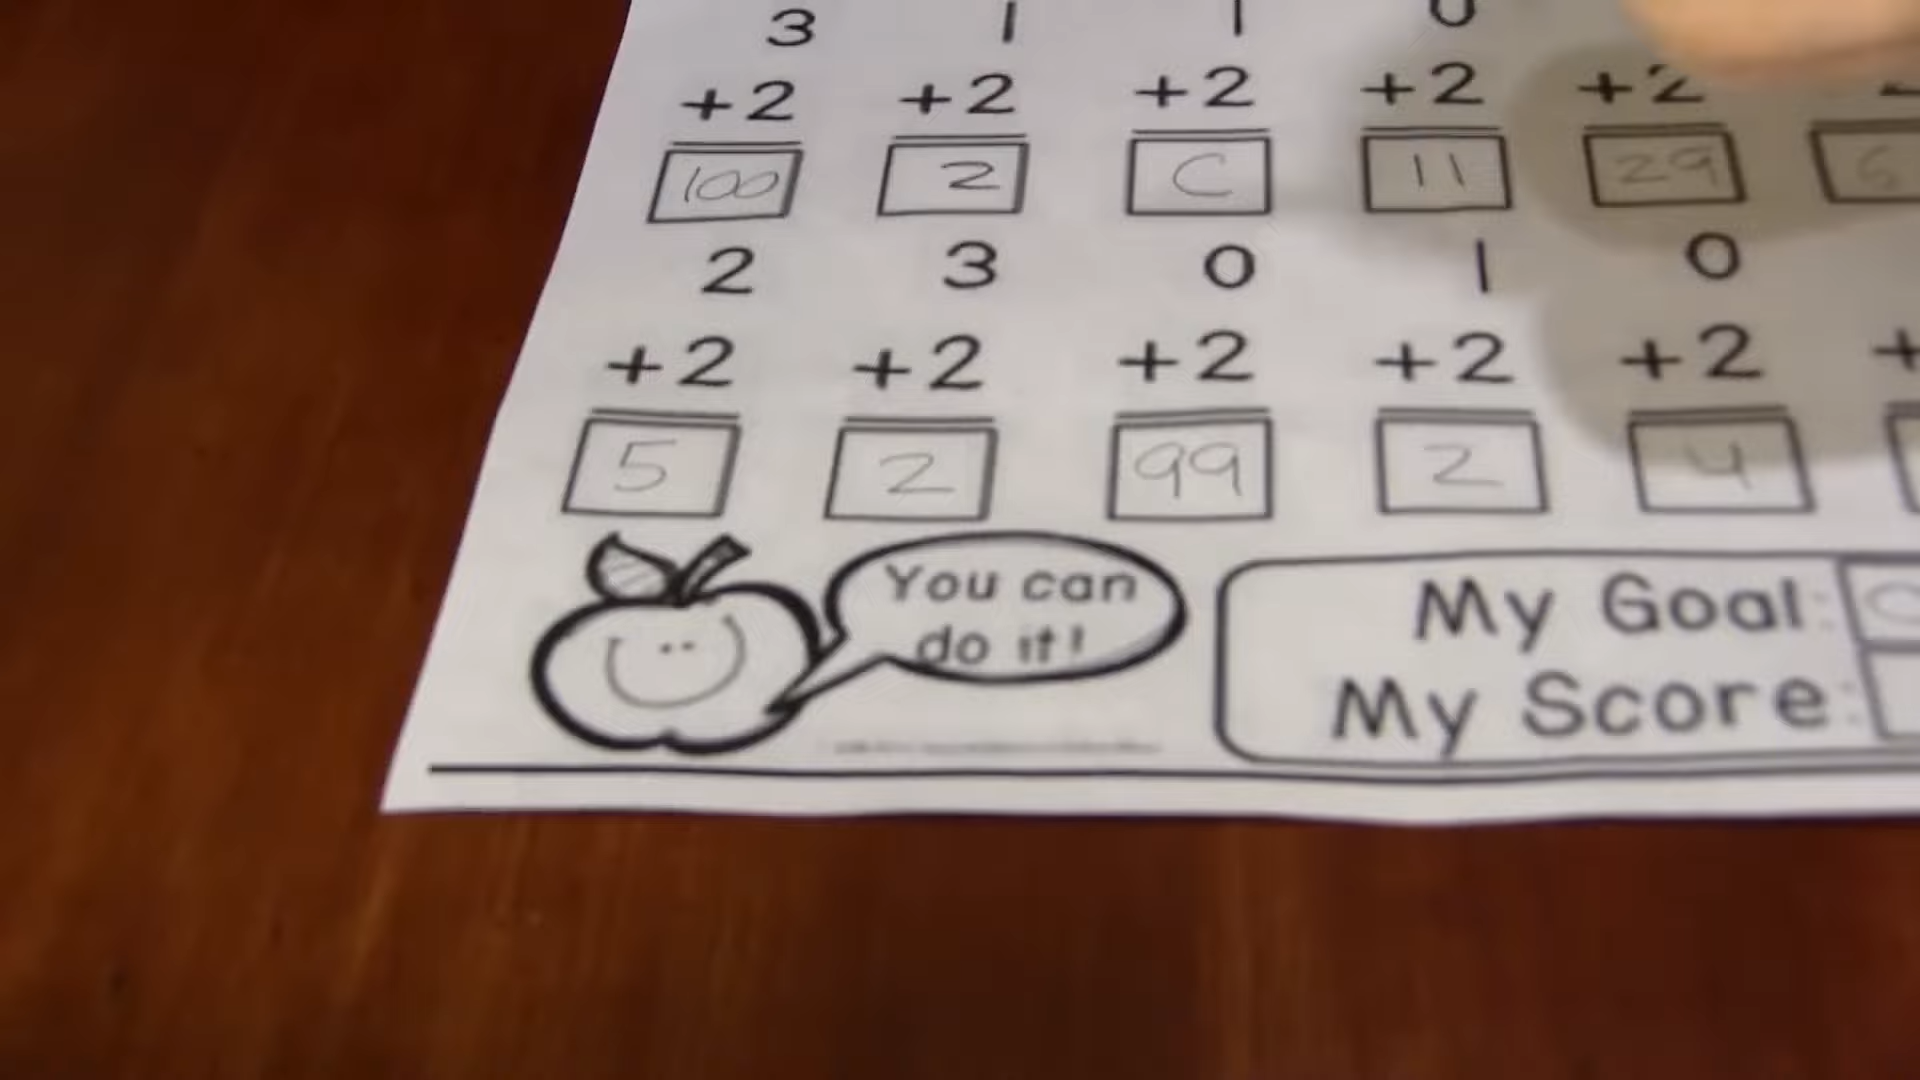 3 1 1 0
+2 +2 +2 +2 +2
100 2 C 11 29
2 3 0 1 0
+2 +2 +2 +2 +2 +
5 2 99 2 4
You can
do it!
My Goal:
My Score: